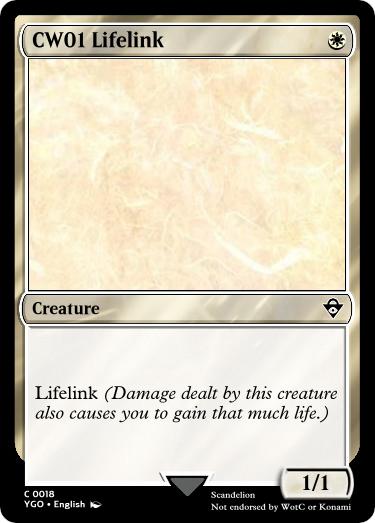 CW01 Lifelink
Creature
Lifelink (Damage dealt by this creature
also causes you to gain that much life.)
1/1
C 0018
YGO • English
Scandelion
Not endorsed by WotC or Konami